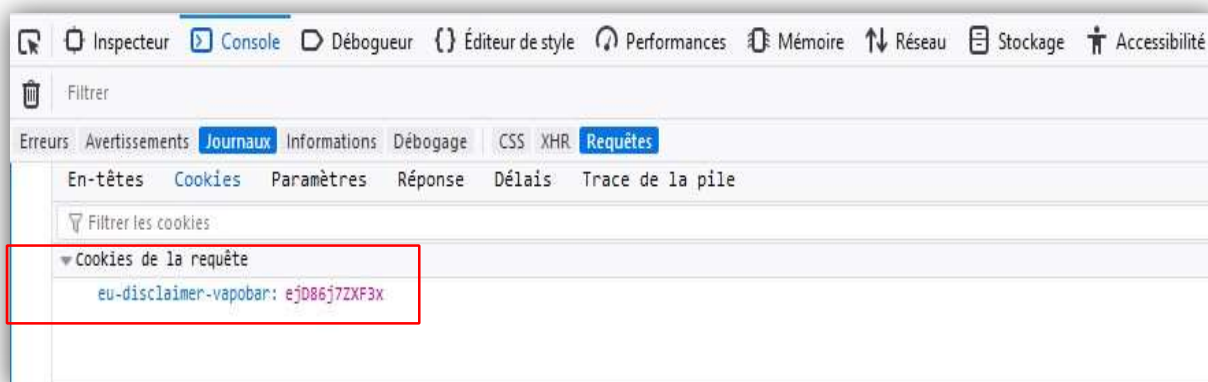 Inspecteur Console Débogueur {} Éditeur de style Performances Mémoire Réseau Stockage Accessibilité
Filtrer
Erreurs Avertissements Journaux Informations Débogage CSS XHR Requêtes
En-têtes Cookies Paramètres Réponse Délais Trace de la pile
Filtrer les cookies
Cookies de la requête
eu-disclaimer-vapobar: ejD86j7ZXF3x